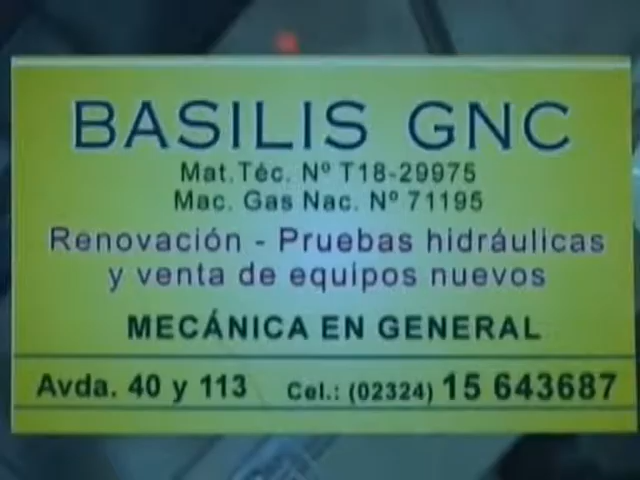 BASILIS GNC
Mat.Téc. Nº T18-29975
Mac. Gas Nac. Nº 71195
Renovación - Pruebas hidráulicas
y venta de equipos nuevos
MECÁNICA EN GENERAL
Avda. 40 y 113 Cel.: (02324) 15 643687